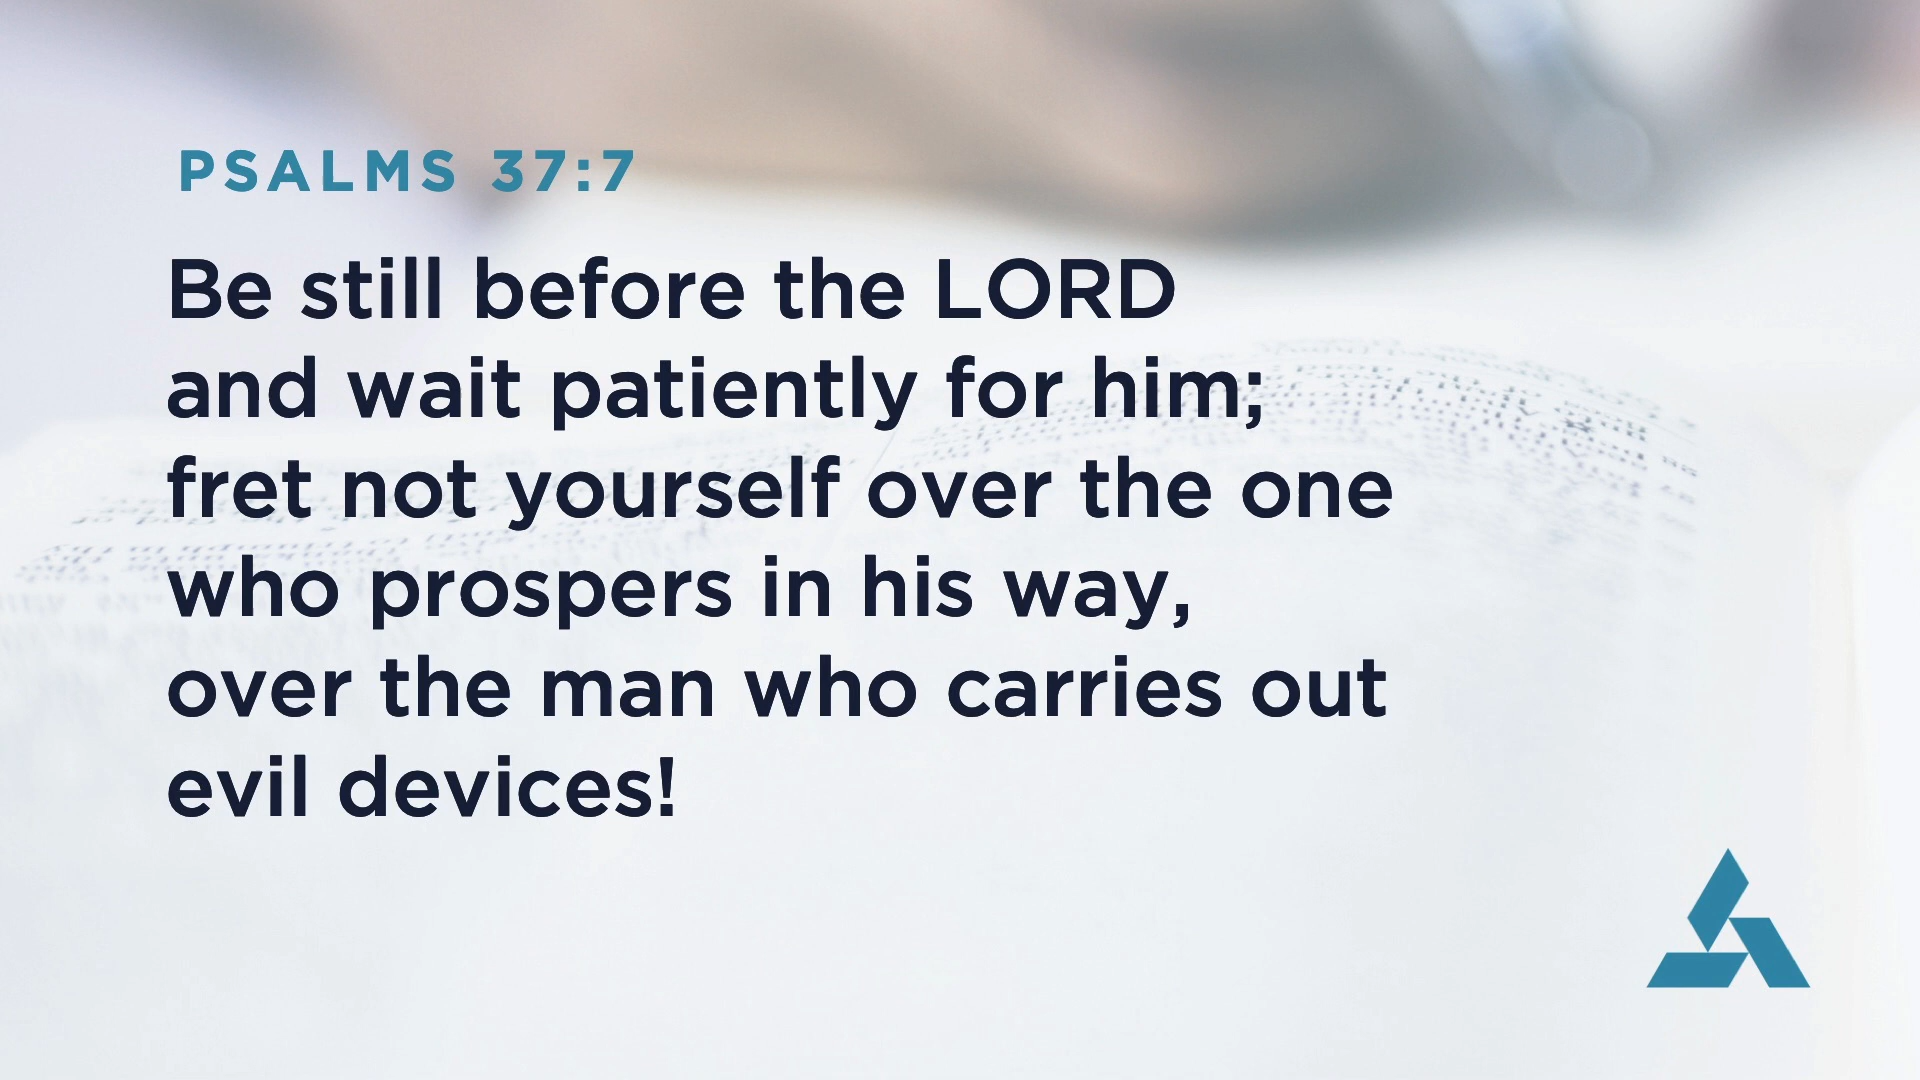 PSALMS 37:7
Be still before the LORD
and wait patiently for him;
fret not yourself over the one
who prospers in his way,
over the man who carries out
evil devices!